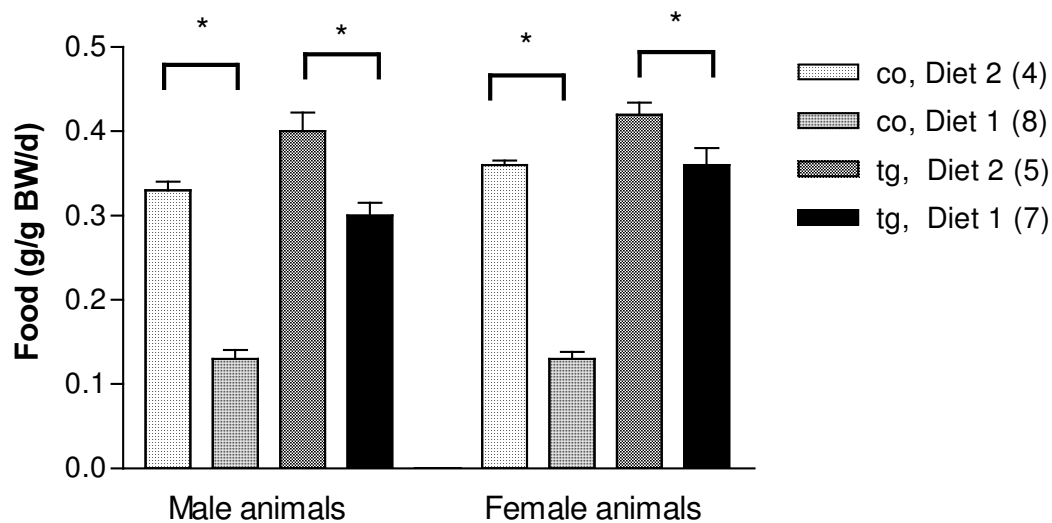 * * * *
0.5
0.4
0.3
0.2
0.1
0.0
Food (g/g BW/d)
Male animals Female animals
co, Diet 2 (4)
co, Diet 1 (8)
tg, Diet 2 (5)
tg, Diet 1 (7)